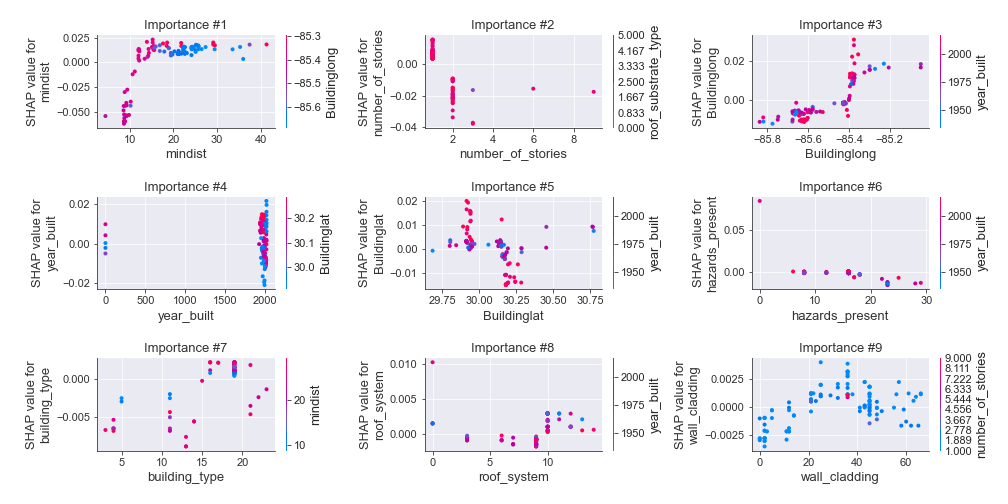 Importance #1
Importance #2
Importance #3
SHAP value for
mindist
0.025
0.000
−0.025
−0.050
0
10
20
30
40
mindist
−85.3
−85.4
−85.5
−85.6
Buildinglong
SHAP value for
number_of_stories
0.00
−0.02
−0.04
2
4
6
8
number_of_stories
5.000
4.167
3.333
2.500
1.667
0.833
0.000
roof_substrate_type
SHAP value for
Buildinglong
0.02
0.00
−85.8
−85.6
−85.4
−85.2
Buildinglong
2000
1975
1950
year_built
Importance #4
Importance #5
Importance #6
SHAP value for
year_built
0.02
0.00
−0.02
0
500
1000
1500
2000
year_built
30.2
30.0
Buildinglat
SHAP value for
Buildinglat
0.02
0.01
0.00
−0.01
29.75
30.00
30.25
30.50
30.75
Buildinglat
2000
1975
1950
year_built
SHAP value for
hazards_present
0.05
0.00
0
10
20
30
hazards_present
2000
1975
1950
year_built
Importance #7
Importance #8
Importance #9
SHAP value for
building_type
0.000
−0.005
5
10
15
20
building_type
20
10
mindist
SHAP value for
roof_system
0.010
0.005
0.000
0
5
10
roof_system
2000
1975
1950
year_built
SHAP value for
wall_cladding
0.0025
0.0000
−0.0025
0
20
40
60
wall_cladding
9.000
8.111
7.222
6.333
5.444
4.556
3.667
2.778
1.889
1.000
number_of_stories